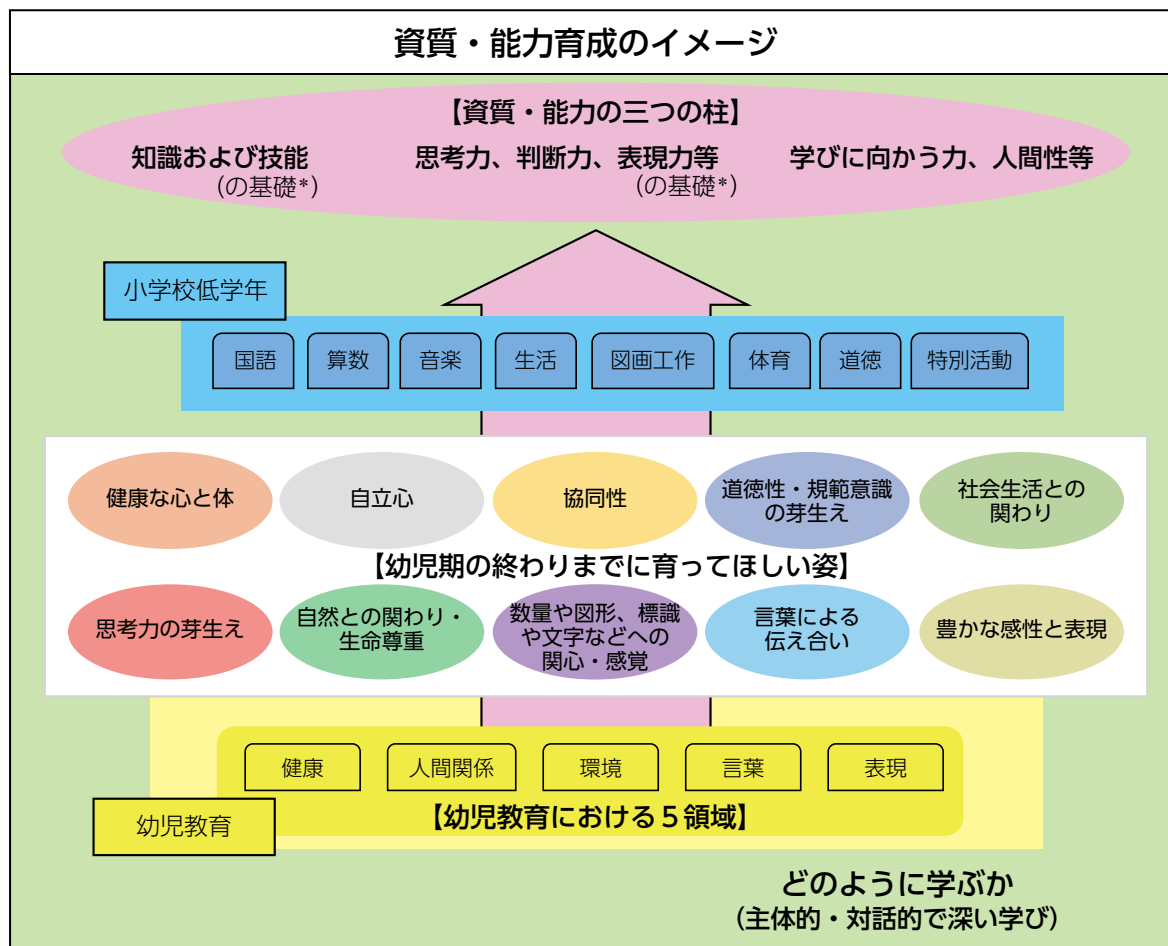 資質・能力育成のイメージ
【資質・能力の三つの柱】
知識および技能
（の基礎*）
思考力、判断力、表現力等
（の基礎*）
学びに向かう力、人間性等
小学校低学年
国語
算数
音楽
生活
図画工作
体育
道徳
特別活動
健康な心と体
自立心
協同性
道徳性・規範意識
の芽生え
社会生活との
関わり
【幼児期の終わりまでに育ってほしい姿】
思考力の芽生え
自然との関わり・
生命尊重
数量や図形、標識
や文字などへの
関心・感覚
言葉による
伝え合い
豊かな感性と表現
健康
人間関係
環境
言葉
表現
【幼児教育における５領域】
幼児教育
どのように学ぶか
（主体的・対話的で深い学び）